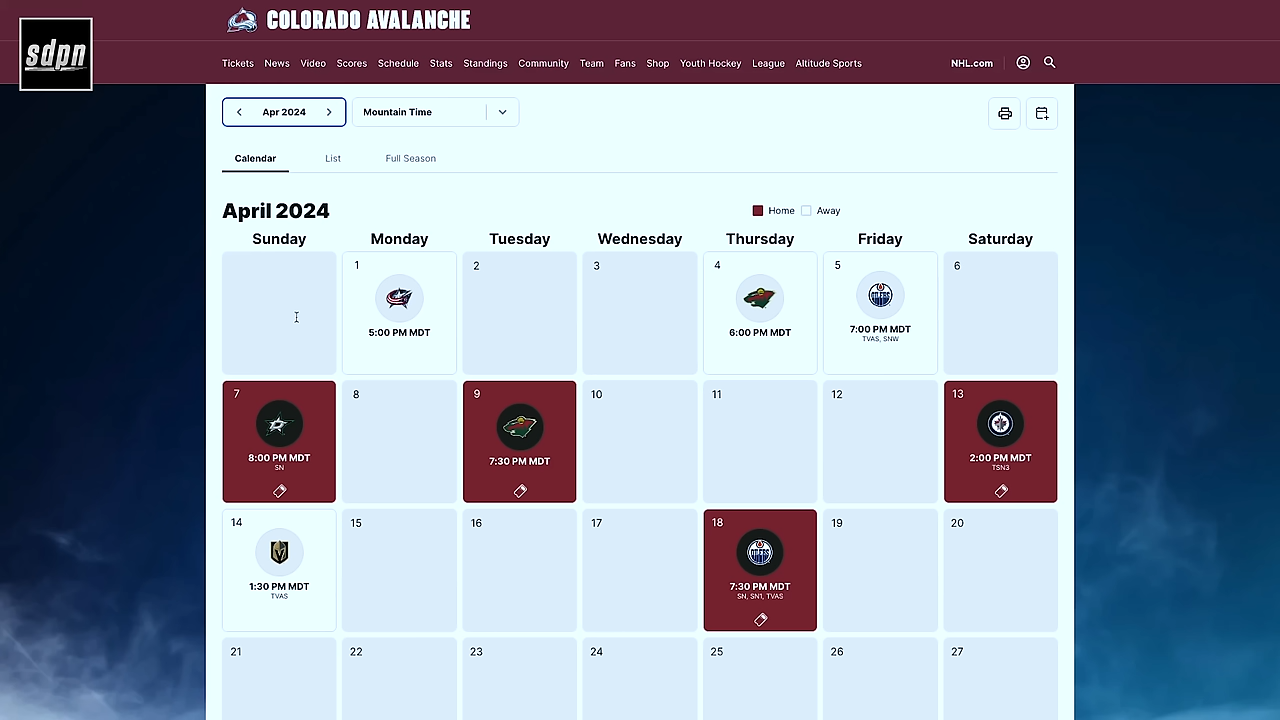 sdpn
COLORADO AVALANCHE
Tickets News Video Scores Schedule Stats Standings Community Team Fans Shop Youth Hockey League Altitude Sports NHL.com
Apr 2024 Mountain Time
Calendar List Full Season
April 2024 Home Away
Sunday Monday Tuesday Wednesday Thursday Friday Saturday
1 2 3 4 5 6
OILERS
5:00 PM MDT 6:00 PM MDT 7:00 PM MDT
TVAS, SNW
7 8 9 10 11 12 13
8:00 PM MDT 7:30 PM MDT 2:00 PM MDT
SN TSN3
14 15 16 17 18 19 20
OILERS
1:30 PM MDT 7:30 PM MDT
TVAS SN, SN1, TVAS
21 22 23 24 25 26 27